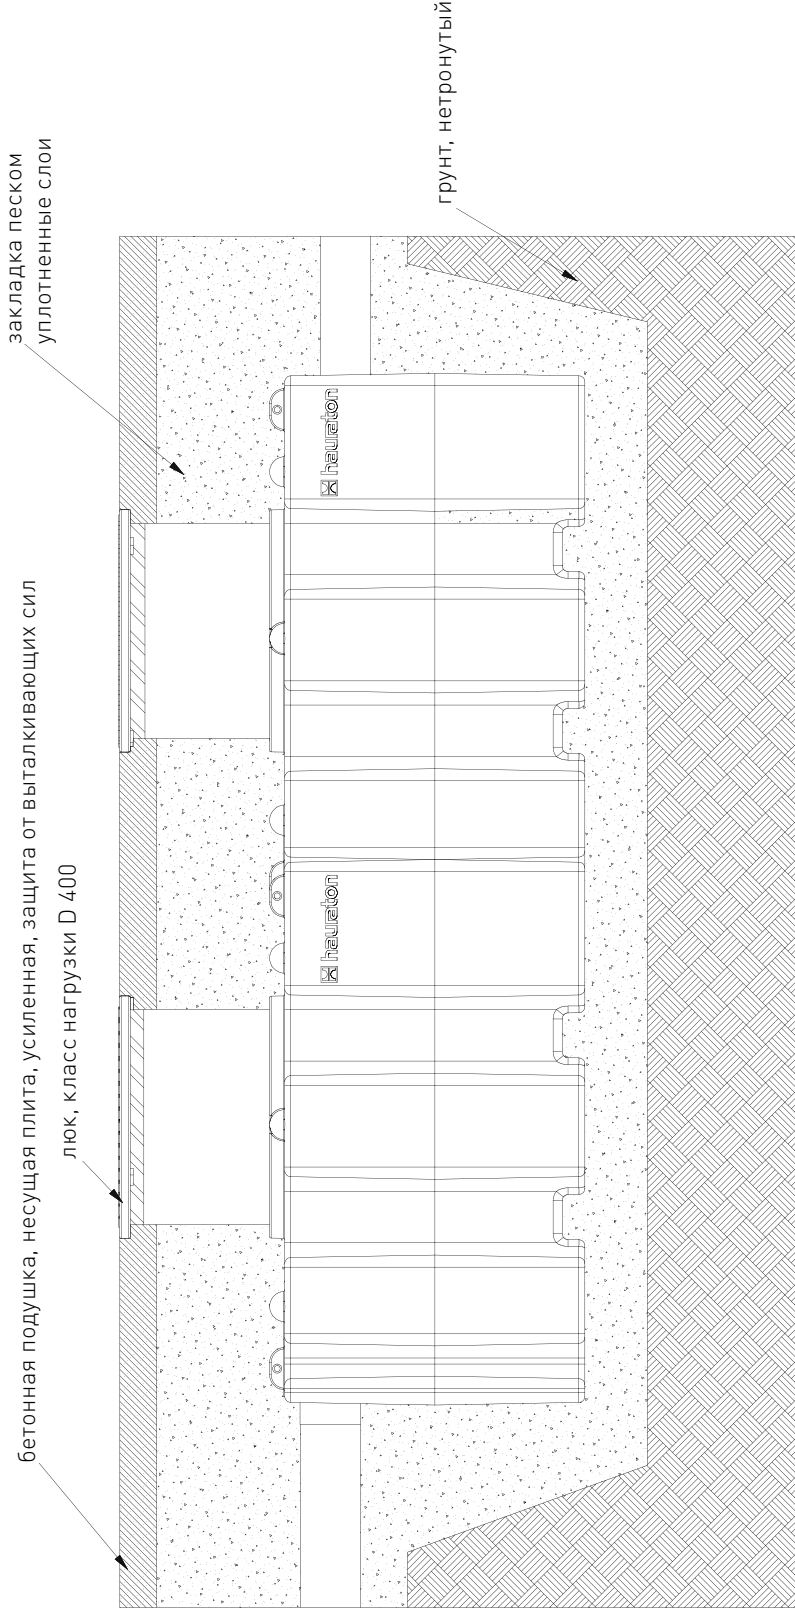 бетонная подушка, несущая плита, усиленная, защита от выталкивающих сил
люк, класс нагрузки D 400
закладка песком
уплотненные слои
грунт, нетронутый
hauraton
hauraton